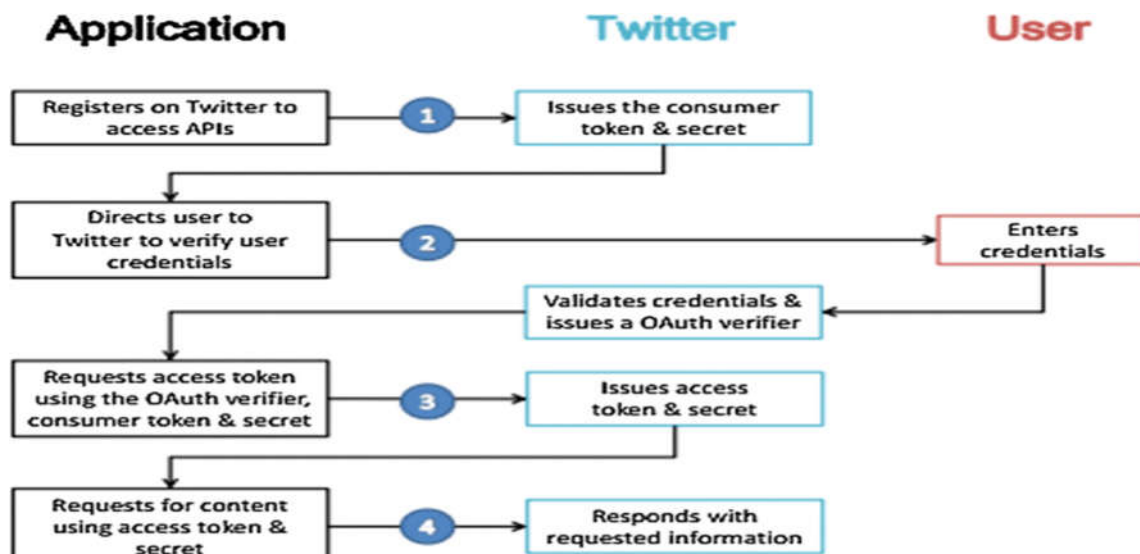 Application
Twitter
User
Registers on Twitter to
access APIs
1
Issues the consumer
token & secret
Directs user to
Twitter to verify user
credentials
2
Enters
credentials
Validates credentials &
issues a OAuth verifier
Requests access token
using the OAuth verifier,
consumer token & secret
3
Issues access
token & secret
Requests for content
using access token &
secret
4
Responds with
requested information